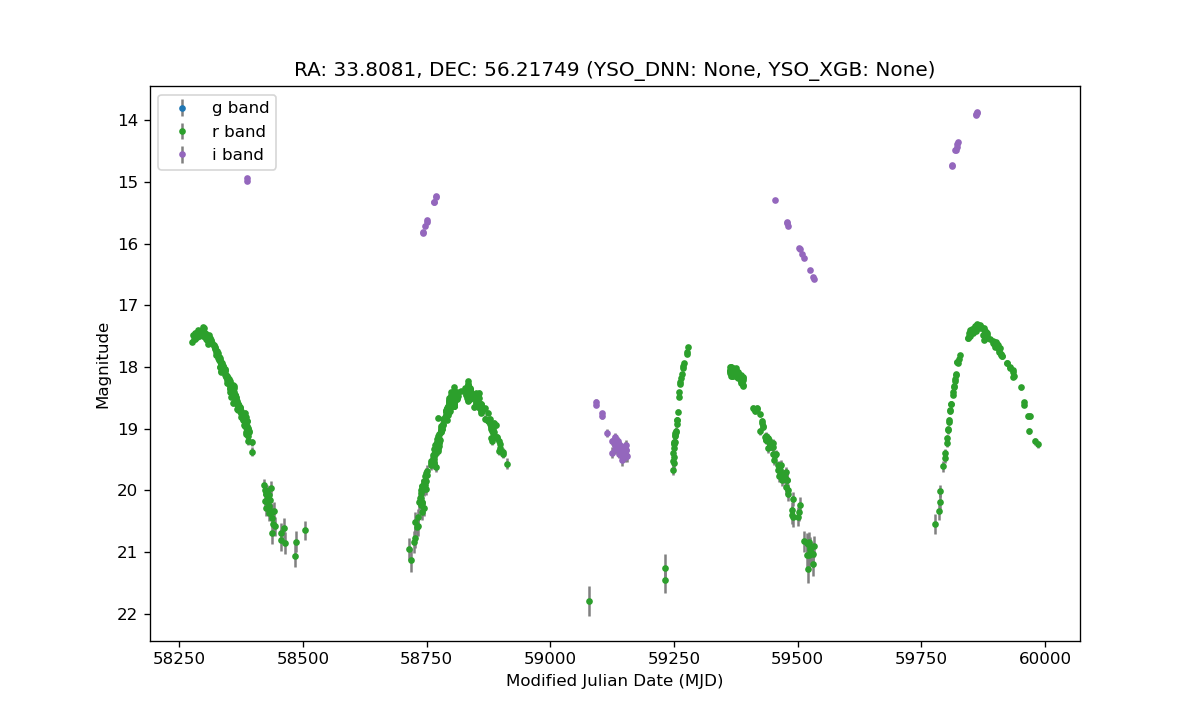 RA: 33.8081, DEC: 56.21749 (YSO_DNN: None, YSO_XGB: None)
g band
r band
i band
14
15
16
17
18
19
20
21
22
Magnitude
58250 58500 58750 59000 59250 59500 59750 60000
Modified Julian Date (MJD)